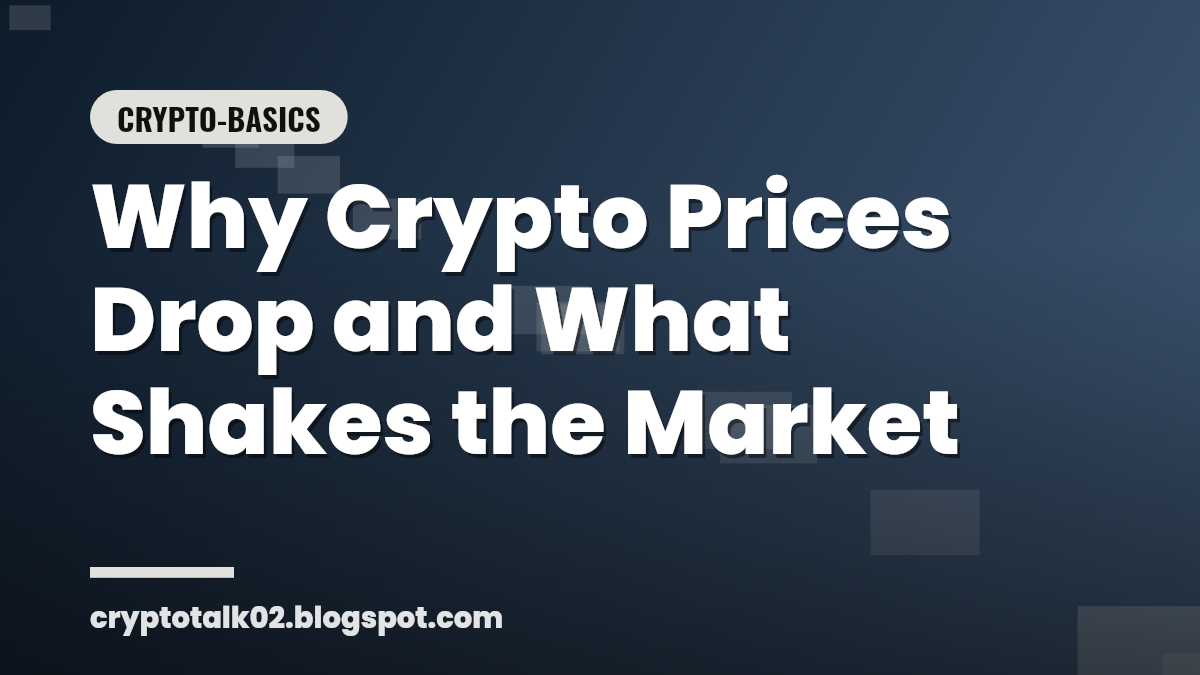 CRYPTO-BASICS
Why Crypto Prices
Drop and What
Shakes the Market
cryptotalk02.blogspot.com